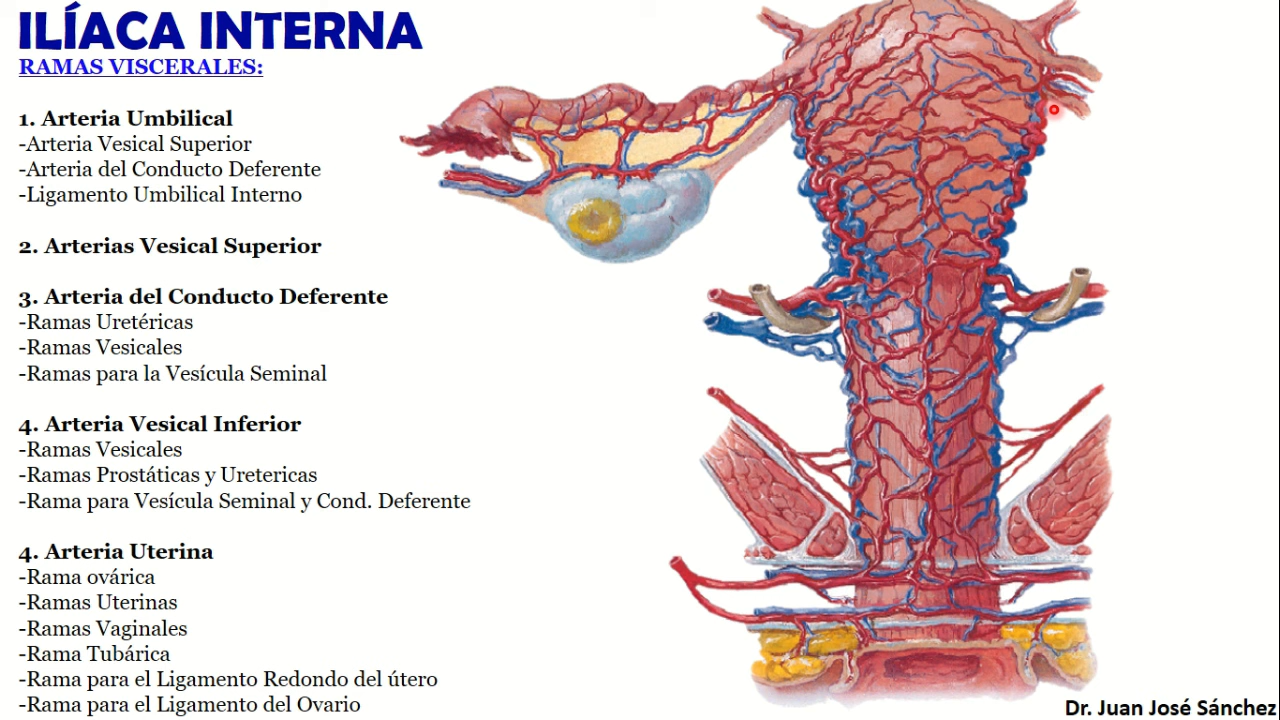 ILÍACA INTERNA
RAMAS VISCERALES:
1. Arteria Umbilical
-Arteria Vesical Superior
-Arteria del Conducto Deferente
-Ligamento Umbilical Interno
2. Arterias Vesical Superior
3. Arteria del Conducto Deferente
-Ramas Uretéricas
-Ramas Vesicales
-Ramas para la Vesícula Seminal
4. Arteria Vesical Inferior
-Ramas Vesicales
-Ramas Prostáticas y Uretericas
-Rama para Vesícula Seminal y Cond. Deferente
4. Arteria Uterina
-Rama ovárica
-Ramas Uterinas
-Ramas Vaginales
-Rama Tubárica
-Rama para el Ligamento Redondo del útero
-Rama para el Ligamento del Ovario
Dr. Juan José Sánchez